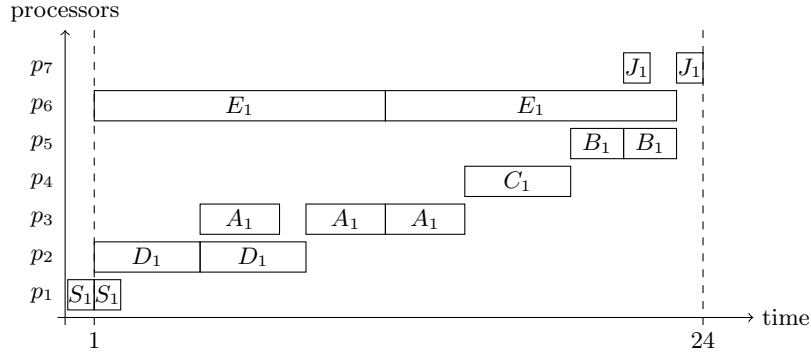 processors
p₇ J₁ J₁
p₆ E₁ E₁
p₅ B₁ B₁
p₄ C₁
p₃ A₁ A₁ A₁
p₂ D₁ D₁
p₁ S₁ S₁
time
1 24